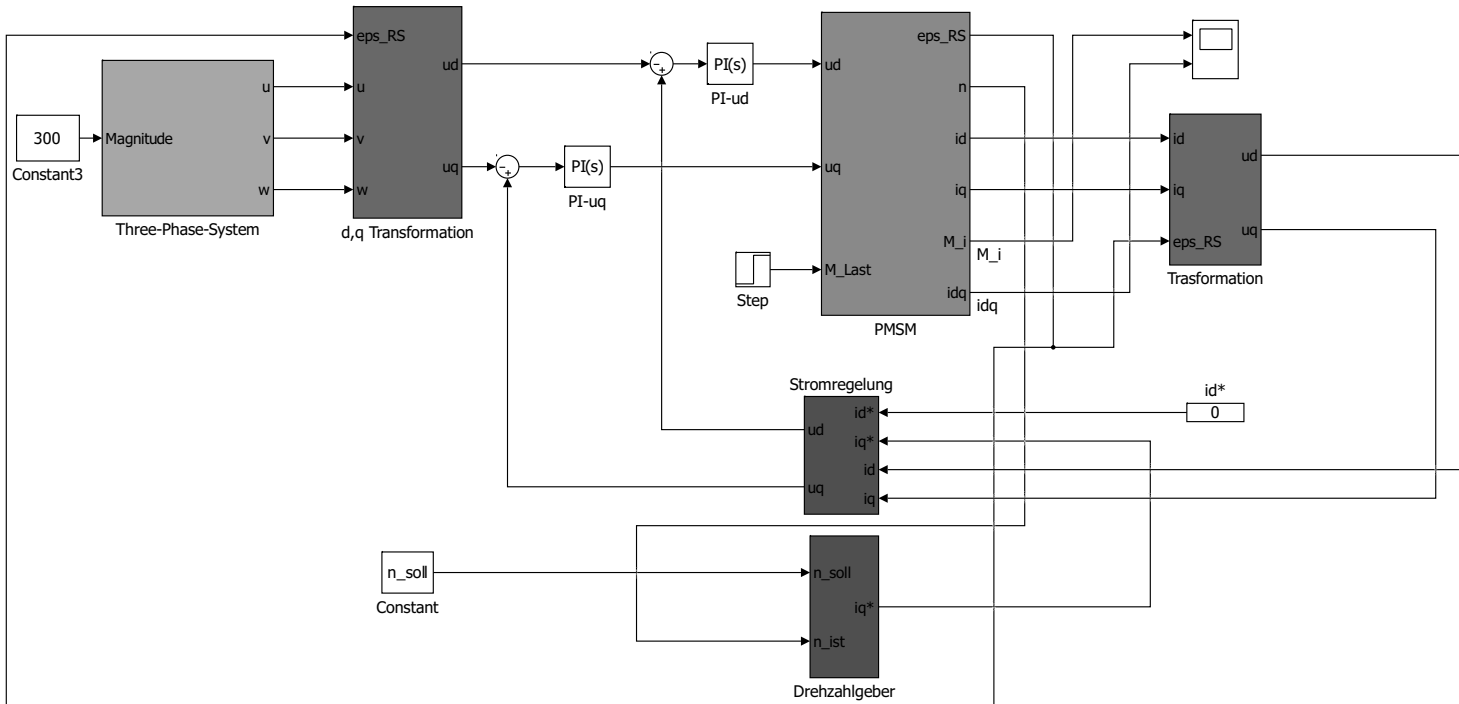 300
Constant3
Magnitude
u
v
w
Three-Phase-System
eps_RS
u
v
w
ud
uq
d,q Transformation
-
+
-
+
PI(s)
PI-ud
PI(s)
PI-uq
Step
ud
uq
M_Last
eps_RS
n
id
iq
M_i
idq
PMSM
M_i
idq
id
iq
eps_RS
ud
uq
Trasformation
Stromregelung
ud
uq
id*
iq*
id
iq
id*
0
n_soll
Constant
n_soll
n_ist
iq*
Drehzahlgeber